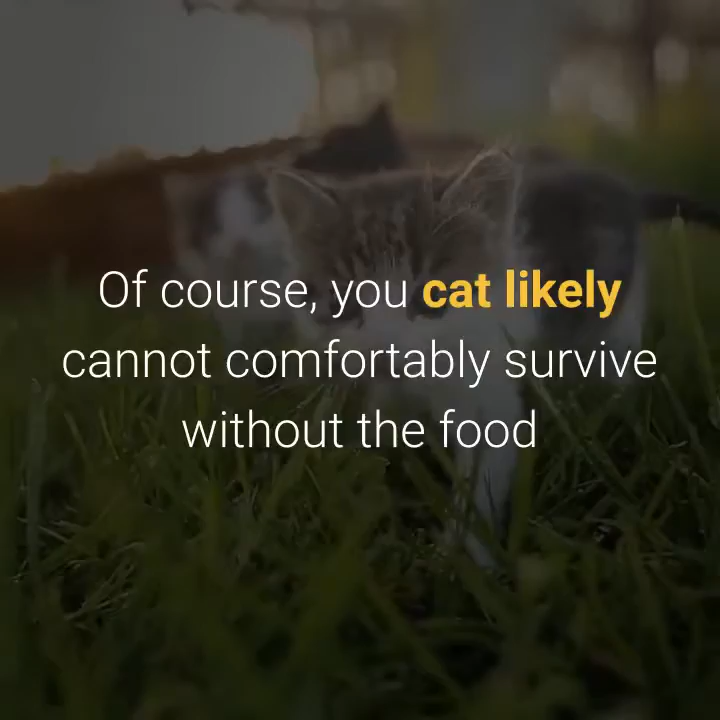 Of course, you cat likely
cannot comfortably survive
without the food